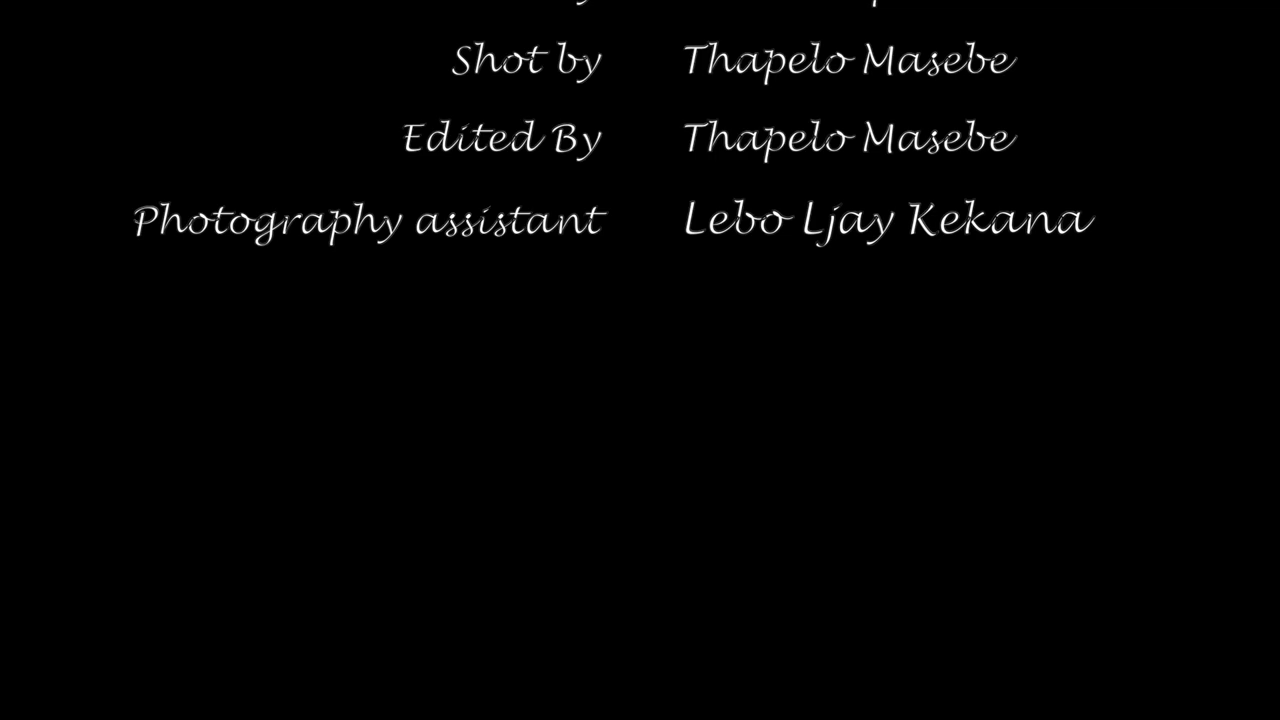 Shot by Thapelo Masebe
Edited By Thapelo Masebe
Photography assistant Lebo Ljay Kekana